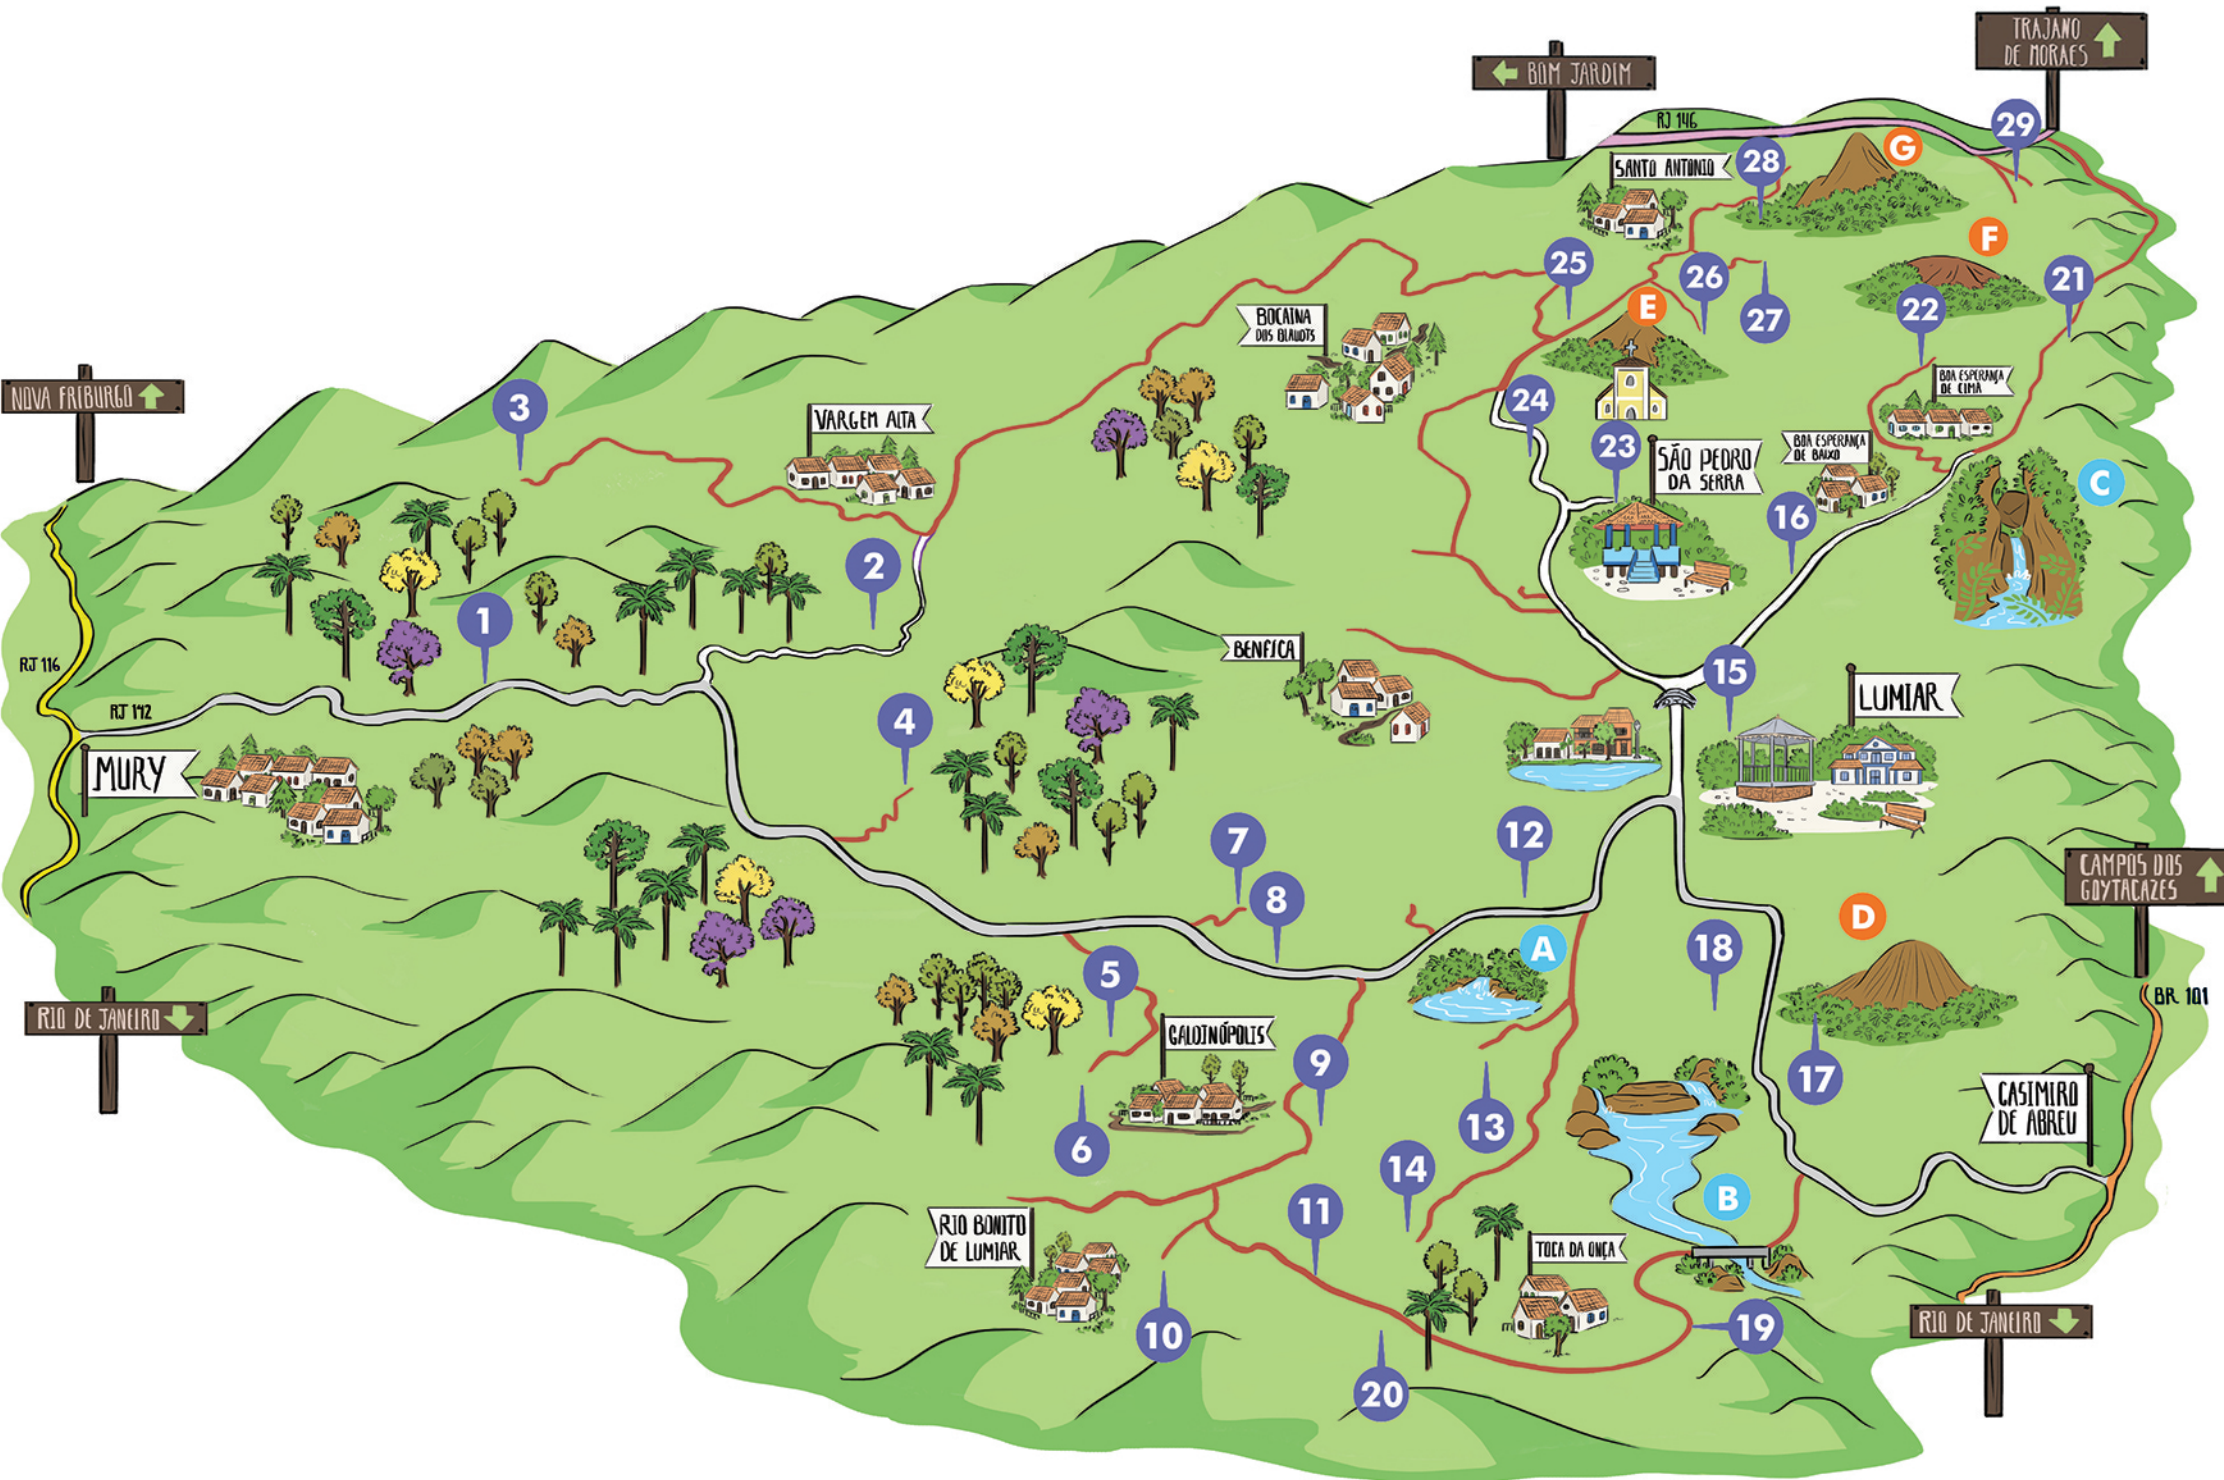 TRAJANO
DE MORAES
BOM JARDIM
RJ 146
29
G
SANTO ANTONIO
28
F
25
26
21
E
22
27
BOCAINA
DOS BLAUDTS
NOVA FRIBURGO
3
VARGEM ALTA
24
BOA ESPERANÇA
DE CIMA
23
BOA ESPERANÇA
DE BAIXO
SÃO PEDRO
DA SERRA
C
16
2
1
BENFICA
RJ 116
15
LUMIAR
RJ 142
4
MURY
7
12
8
CAMPOS DOS
GOYTACAZES
D
A
18
5
BR 101
RIO DE JANEIRO
GALDINÓPOLIS
9
17
CASIMIRO
DE ABREU
13
6
14
B
11
RIO BONITO
DE LUMIAR
TOCA DA ONÇA
10
19
RIO DE JANEIRO
20